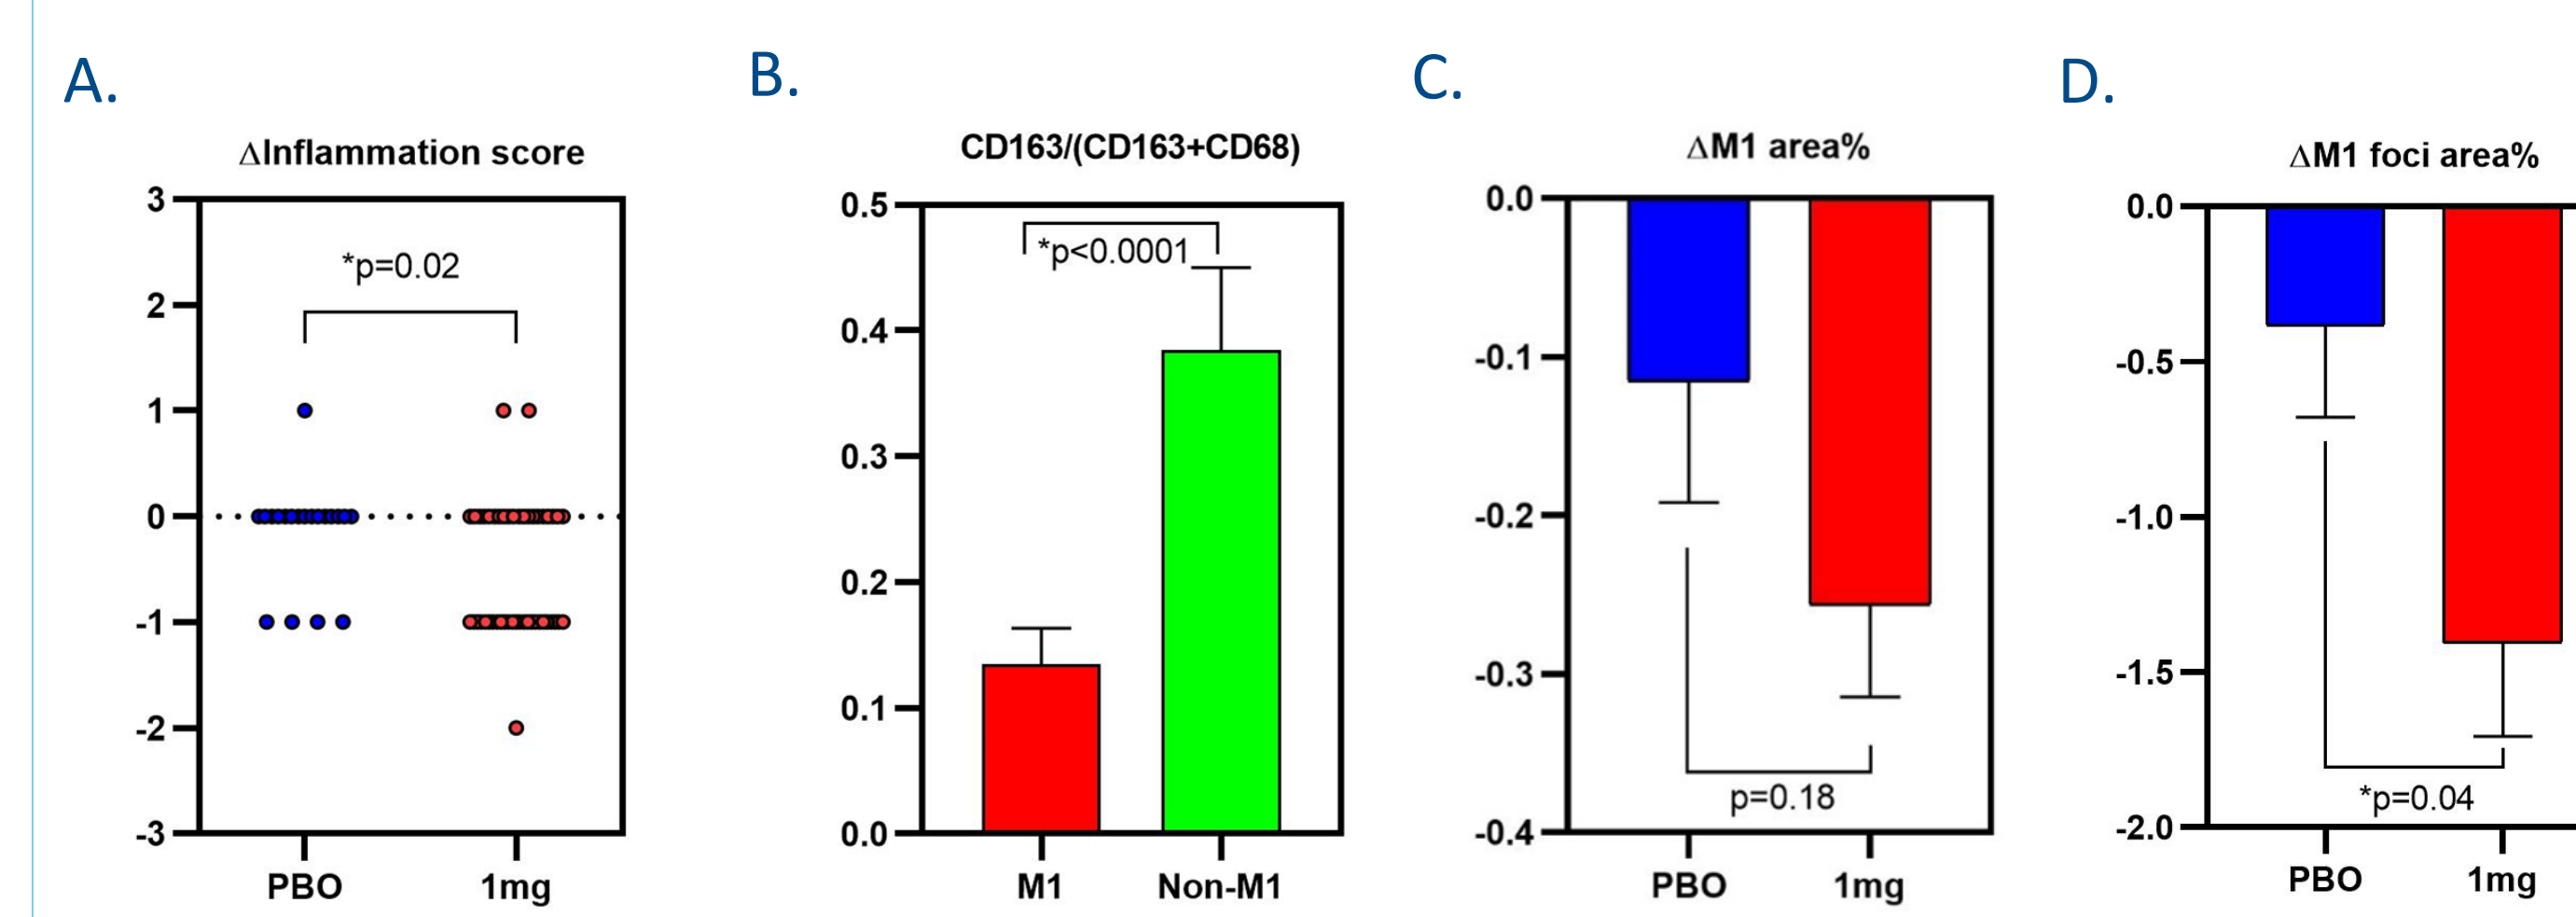 A.
ΔInflammation score
3
2
1
0
-1
-2
-3
*p=0.02
PBO
1mg
B.
CD163/(CD163+CD68)
0.5
0.4
0.3
0.2
0.1
0.0
*p<0.0001
M1
Non-M1
C.
ΔM1 area%
0.0
-0.1
-0.2
-0.3
-0.4
p=0.18
PBO
1mg
D.
ΔM1 foci area%
0.0
-0.5
-1.0
-1.5
-2.0
*p=0.04
PBO
1mg